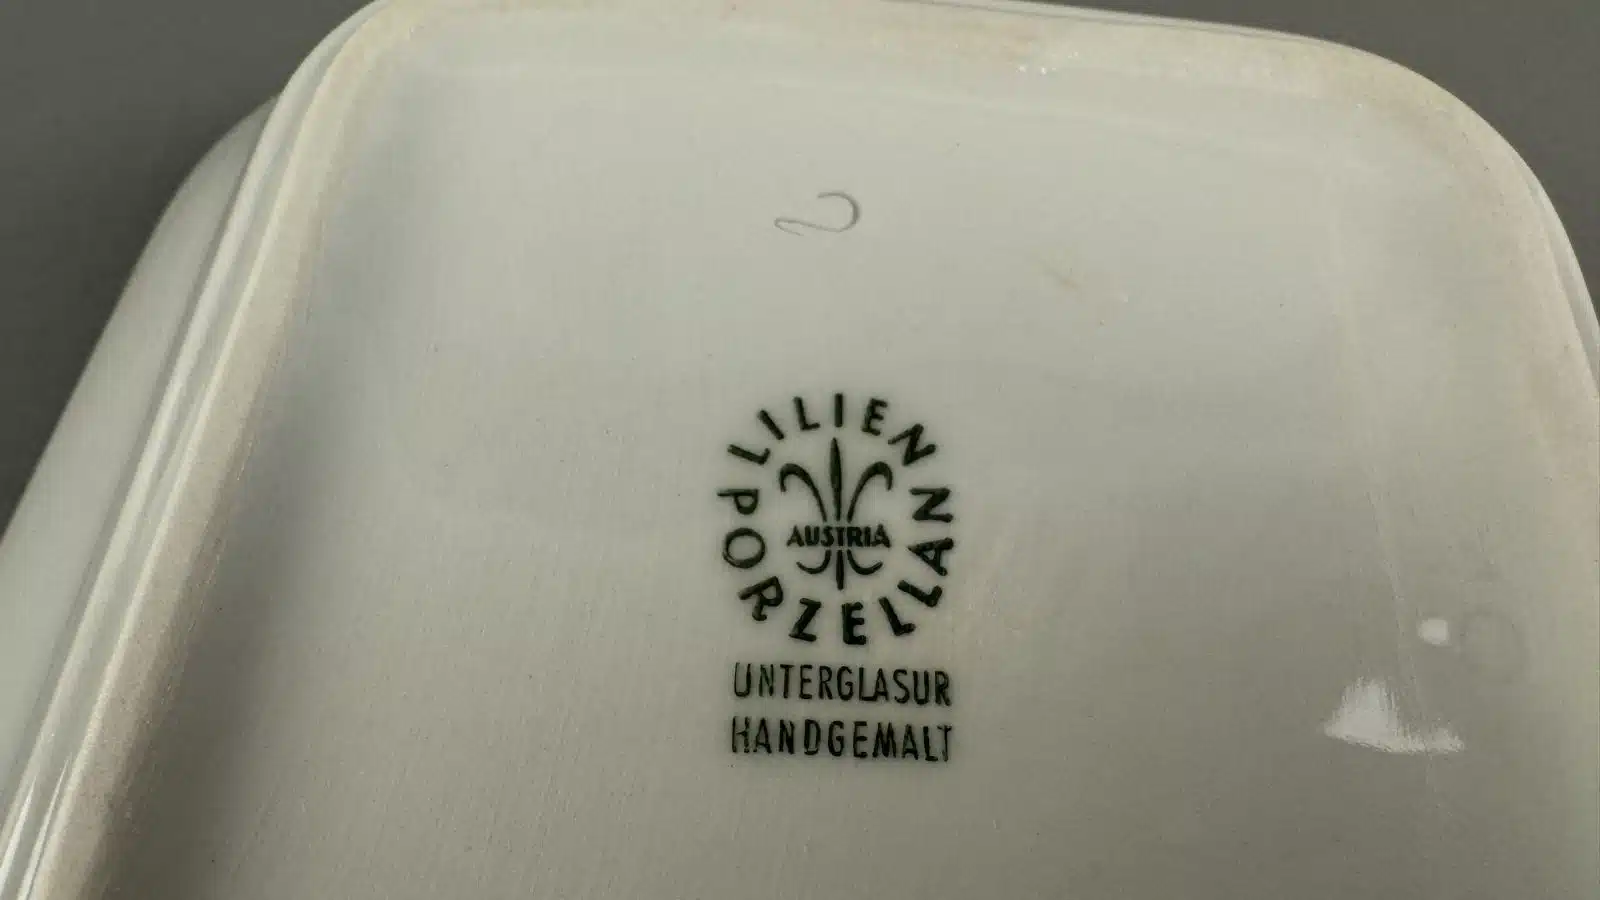 LILIEN PORZELLAN
AUSTRIA
UNTERGLASUR
HANDGEMALT